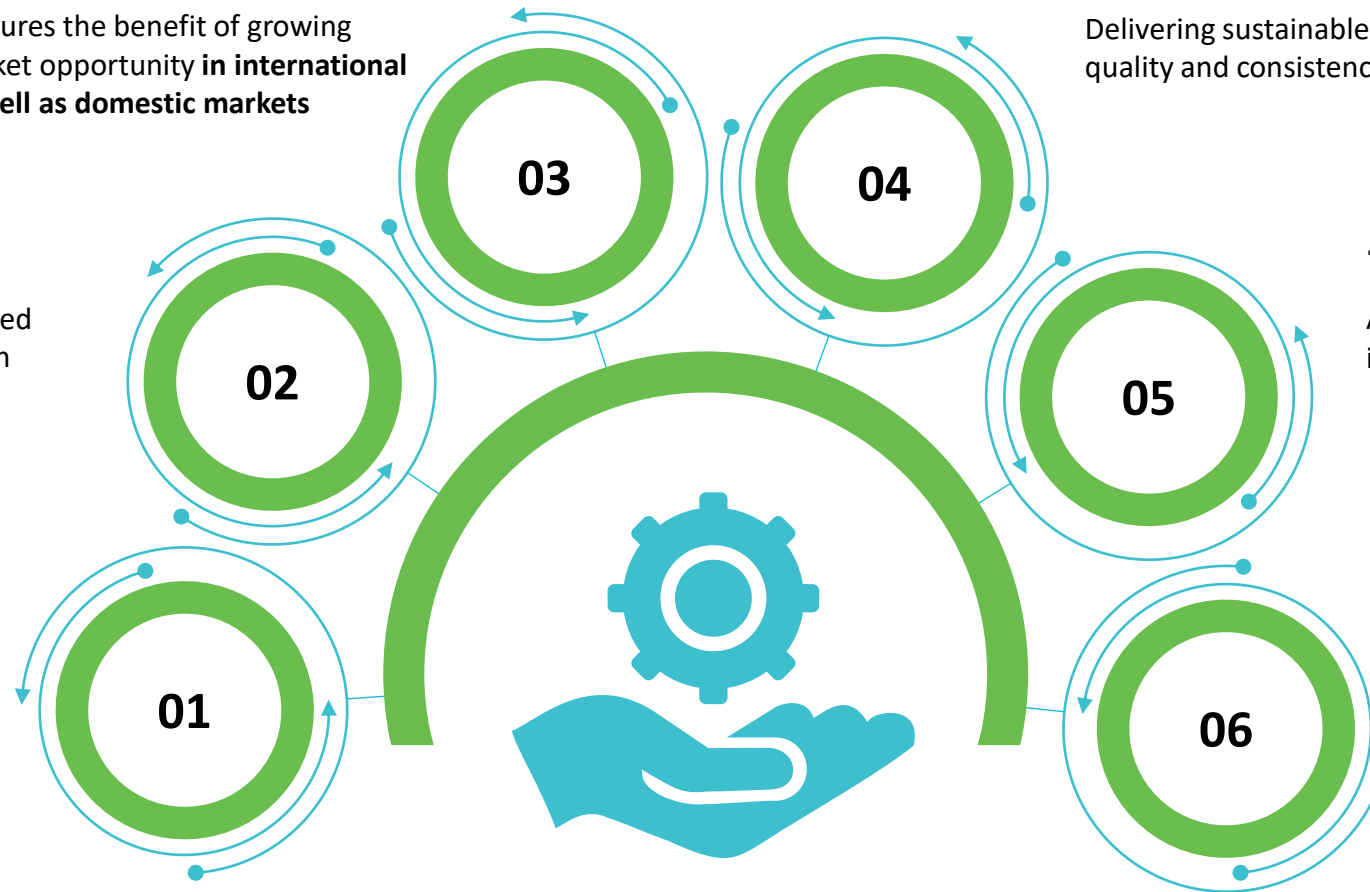 ures the benefit of growing
ket opportunity in international
ell as domestic markets
Delivering sustainable
quality and consistenc
03
04
ed
02
05
01
06